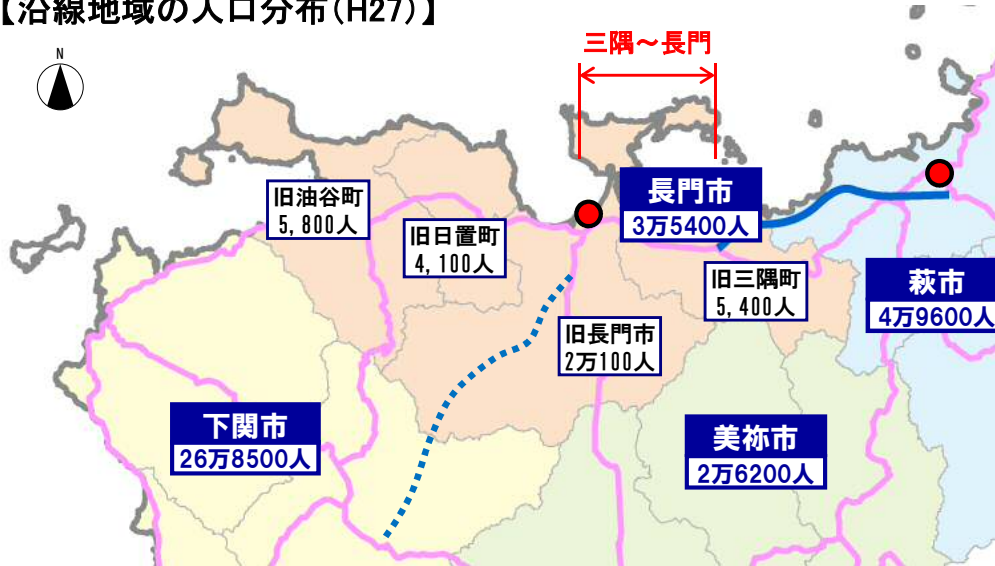 【沿線地域の人口分布(H27)】
N
三隅～長門
長門市
3万5400人
旧油谷町
5,800人
旧日置町
4,100人
旧三隅町
5,400人
萩市
4万9600人
旧長門市
2万100人
下関市
26万8500人
美祢市
2万6200人